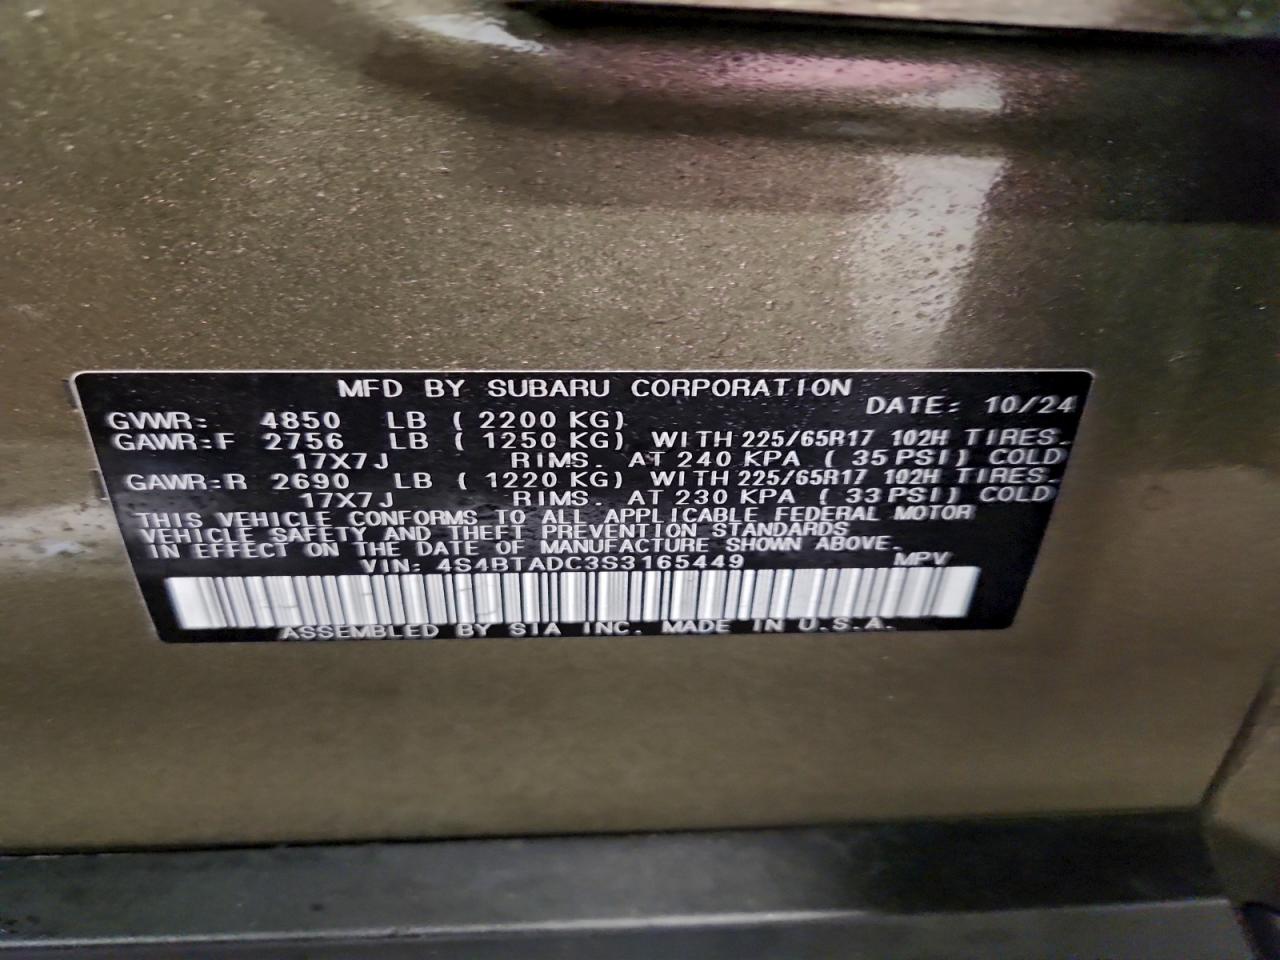 MFD BY SUBARU CORPORATION
DATE: 10/24
GVWR: 4850 LB ( 2200 KG)
GAWR:F 2756 LB ( 1250 KG) WITH 225/65R17 102H TIRES.
17X7J RIMS. AT 240 KPA ( 35 PSI) COLD
GAWR:R 2690 LB ( 1220 KG) WITH 225/65R17 102H TIRES.
17X7J RIMS. AT 230 KPA ( 33 PSI) COLD
THIS VEHICLE CONFORMS TO ALL APPLICABLE FEDERAL MOTOR
VEHICLE SAFETY AND THEFT PREVENTION STANDARDS
IN EFFECT ON THE DATE OF MANUFACTURE SHOWN ABOVE.
VIN: 4S4BTADC3S3165449 MPV
ASSEMBLED BY SIA INC. MADE IN U.S.A.